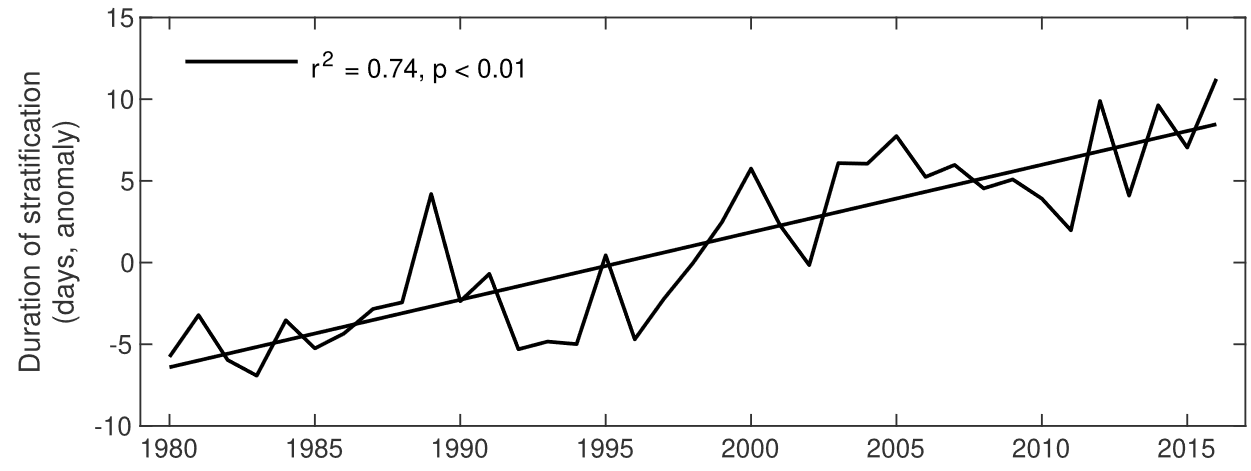 15
10
5
0
-5
-10
Duration of stratification
(days, anomaly)
r² = 0.74, p < 0.01
1980 1985 1990 1995 2000 2005 2010 2015